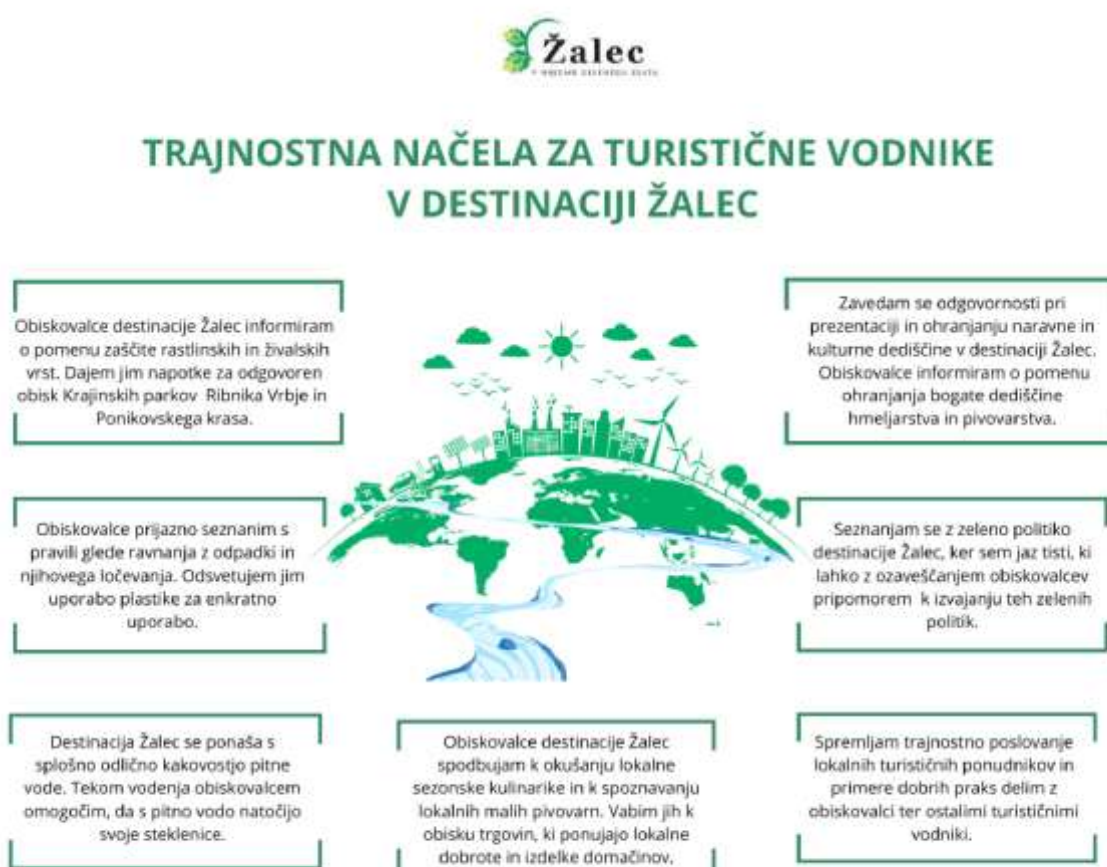 Žalec
TRAJNOSTNA NAČELA ZA TURISTIČNE VODNIKE
V DESTINACIJI ŽALEC
Obiskovalce destinacije Žalec informiram
o pomenu zaščite rastlinskih in živalskih
vrst. Dajem jim napotke za odgovoren
obisk Krajinskih parkov Ribnika Vrbje in
Ponikovskega krasa.
Zavedam se odgovornosti pri
prezentaciji in ohranjanju naravne in
kulturne dediščine v destinaciji Žalec.
Obiskovalce informiram o pomenu
ohranjanja bogate dediščine
hmeljarstva in pivovarstva.
Obiskovalce prijazno seznanim s
pravili glede ravnanja z odpadki in
njihovega ločevanja. Odsvetujem jim
uporabo plastike za enkratno
uporabo.
Seznanjam se z zeleno politiko
destinacije Žalec, ker sem jaz tisti, ki
lahko z ozaveščanjem obiskovalcev
pripomorem k izvajanju teh zelenih
politik.
Destinacija Žalec se ponaša s
splošno odlično kakovostjo pitne
vode. Tekom vodenja obiskovalcem
omogočim, da s pitno vodo natočijo
svoje steklenice.
Obiskovalce destinacije Žalec
spodbujam k okušanju lokalne
sezonske kulinarike in k spoznavanju
lokalnih malih pivovarn. Vabim jih k
obisku trgovin, ki ponujajo lokalne
dobrote in izdelke domačinov.
Spremljam trajnostno poslovanje
lokalnih turističnih ponudnikov in
primere dobrih praks delim z
obiskovalci ter ostalimi turističnimi
vodniki.